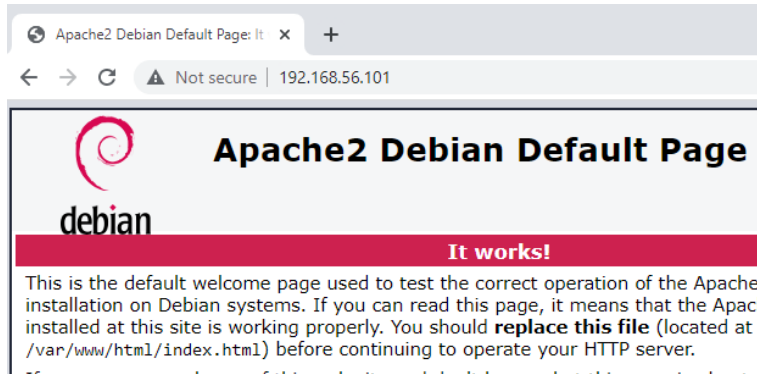 Apache2 Debian Default Page: It
Not secure | 192.168.56.101
debian
Apache2 Debian Default Page
It works!
This is the default welcome page used to test the correct operation of the Apache
installation on Debian systems. If you can read this page, it means that the Apac
installed at this site is working properly. You should replace this file (located at
/var/www/html/index.html) before continuing to operate your HTTP server.